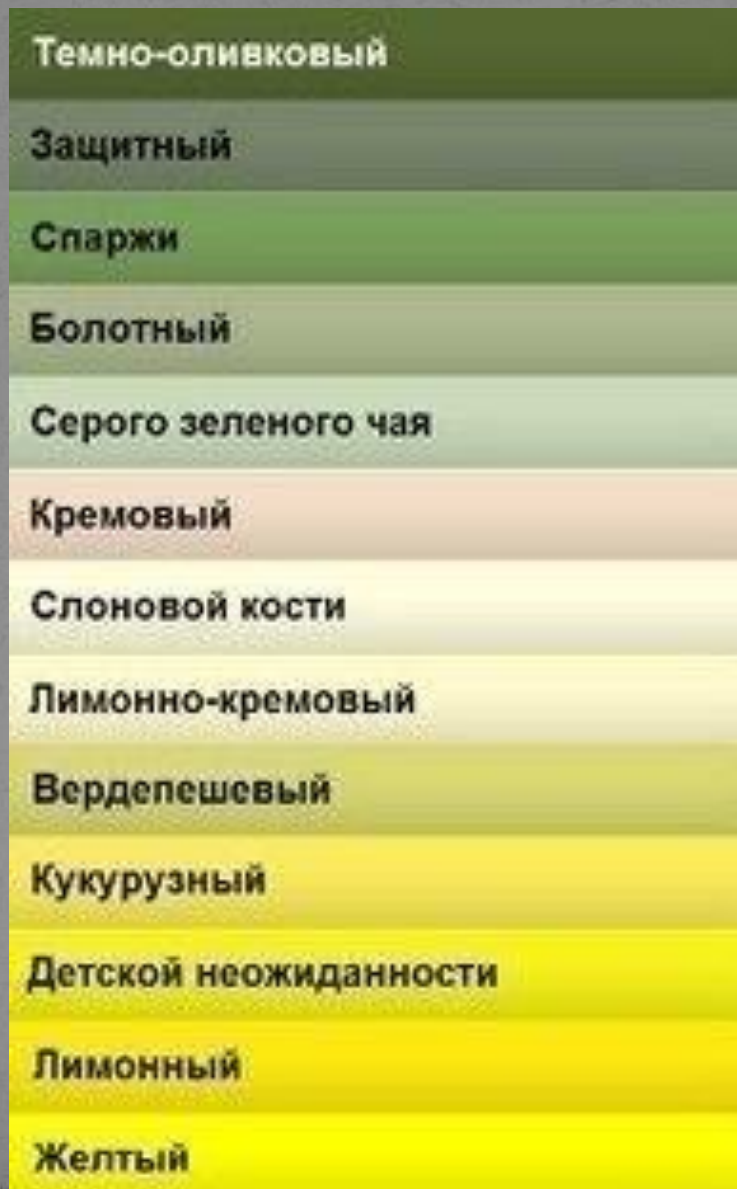 Темно-оливковый
Защитный
Спаржи
Болотный
Серого зеленого чая
Кремовый
Слоновой кости
Лимонно-кремовый
Вердепешевый
Кукурузный
Детской неожиданности
Лимонный
Желтый